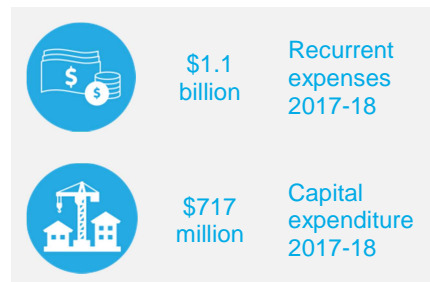 $1.1
billion
Recurrent
expenses
2017-18
$
$
$717
million
Capital
expenditure
2017-18